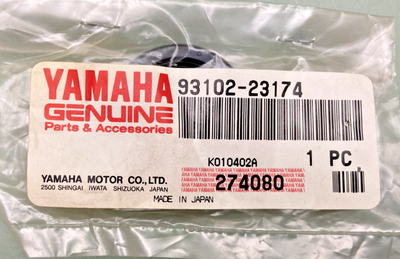 YAMAHA 93102-23174
GENUINE
Parts & Accessories
K010402A 1 PC
YAMAHA MOTOR CO., LTD.
2500 SHINGAI IWATA SHIZUOKA JAPAN
274080
MADE IN JAPAN